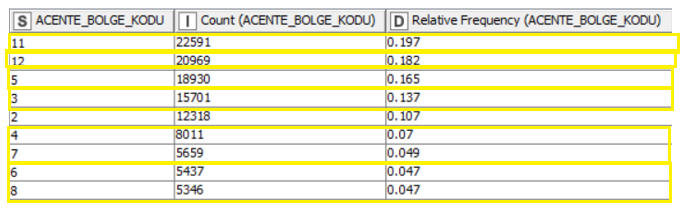 S ACENTE_BOLGE_KODU I Count (ACENTE_BOLGE_KODU) D Relative Frequency (ACENTE_BOLGE_KODU)
11 22591 0.197
12 20969 0.182
5 18930 0.165
3 15701 0.137
2 12318 0.107
4 8011 0.07
7 5659 0.049
6 5437 0.047
8 5346 0.047